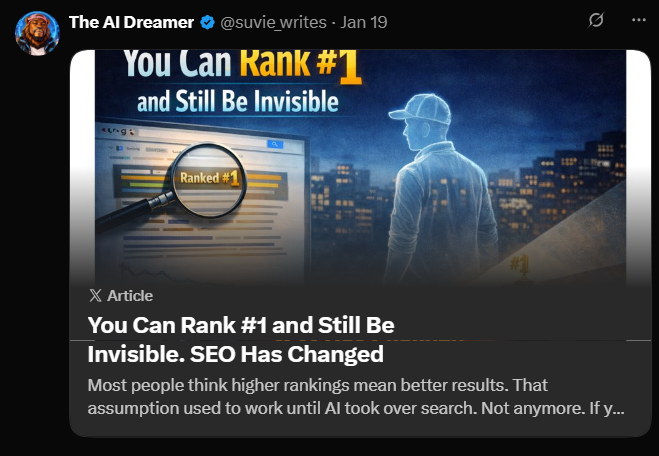 The AI Dreamer @suvie_writes · Jan 19
You Can Rank #1
and Still Be Invisible
Ranked #1
#1
Article
You Can Rank #1 and Still Be
Invisible. SEO Has Changed
Most people think higher rankings mean better results. That
assumption used to work until AI took over search. Not anymore. If y...